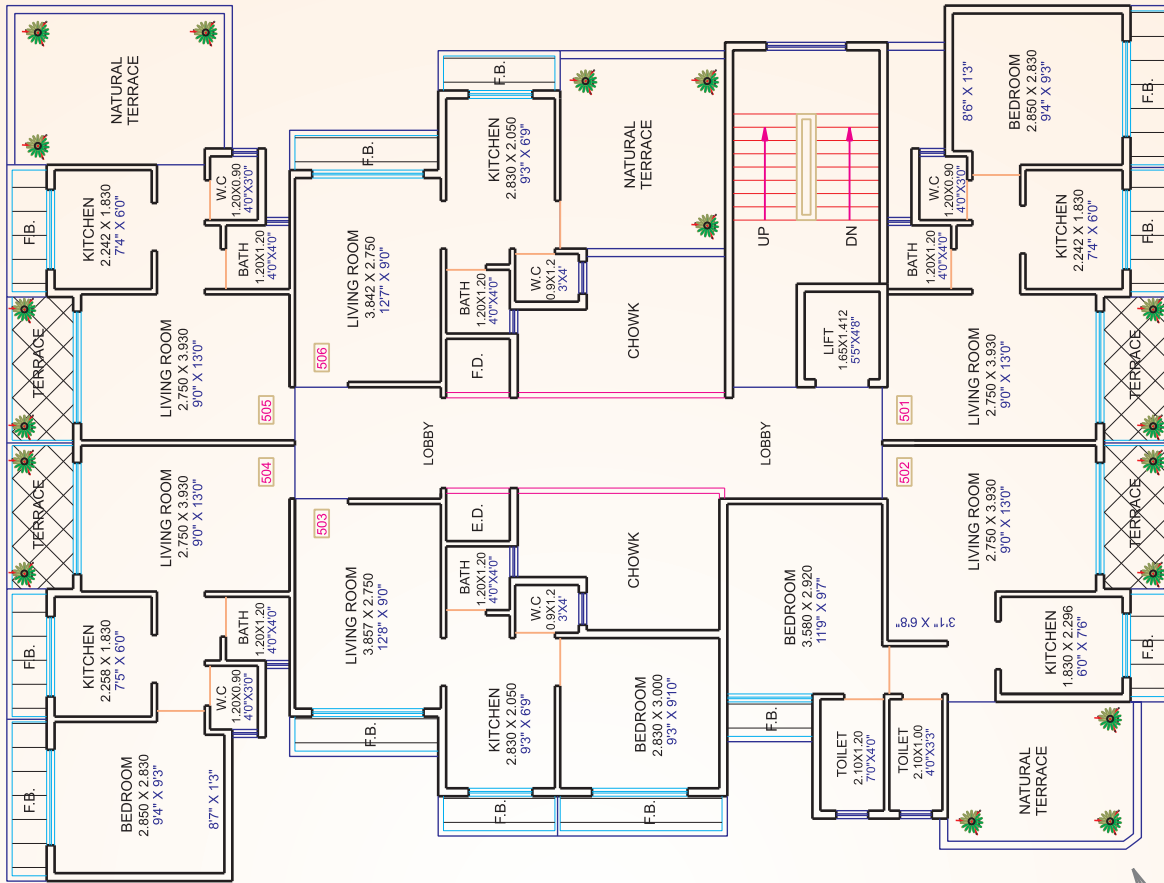 NATURAL
TERRACE
F.B.
KITCHEN
2.242 X 1.830
7'4" X 6'0"
W.C
1.20X0.90
4'0"X3'0"
BATH
1.20X1.20
4'0"X4'0"
TERRACE
LIVING ROOM
2.750 X 3.930
9'0" X 13'0"
505
F.B.
LIVING ROOM
3.842 X 2.750
12'7" X 9'0"
506
F.B.
KITCHEN
2.830 X 2.050
9'3" X 6'9"
BATH
1.20X1.20
4'0"X4'0"
W.C
0.9X1.2
3'X4'
F.D.
NATURAL
TERRACE
CHOWK
UP
DN
LIFT
1.65X1.412
5'5"X4'8"
8'6" X 1'3"
BEDROOM
2.850 X 2.830
9'4" X 9'3"
F.B.
W.C
1.20X0.90
4'0"X3'0"
BATH
1.20X1.20
4'0"X4'0"
KITCHEN
2.242 X 1.830
7'4" X 6'0"
F.B.
LIVING ROOM
2.750 X 3.930
9'0" X 13'0"
501
TERRACE
LOBBY
LOBBY
TERRACE
LIVING ROOM
2.750 X 3.930
9'0" X 13'0"
504
F.B.
KITCHEN
2.258 X 1.830
7'5" X 6'0"
BATH
1.20X1.20
4'0"X4'0"
W.C
1.20X0.90
4'0"X3'0"
F.B.
BEDROOM
2.850 X 2.830
9'4" X 9'3"
8'7" X 1'3"
503
LIVING ROOM
3.857 X 2.750
12'8" X 9'0"
F.B.
E.D.
BATH
1.20X1.20
4'0"X4'0"
W.C
0.9X1.2
3'X4'
KITCHEN
2.830 X 2.050
9'3" X 6'9"
F.B.
CHOWK
BEDROOM
2.830 X 3.000
9'3" X 9'10"
F.B.
BEDROOM
3.580 X 2.920
11'9" X 9'7"
F.B.
3'1" X 6'8"
TOILET
2.10X1.20
7'0"X4'0"
TOILET
2.10X1.00
4'0"X3'3"
502
LIVING ROOM
2.750 X 3.930
9'0" X 13'0"
TERRACE
KITCHEN
1.830 X 2.296
6'0" X 7'6"
F.B.
NATURAL
TERRACE